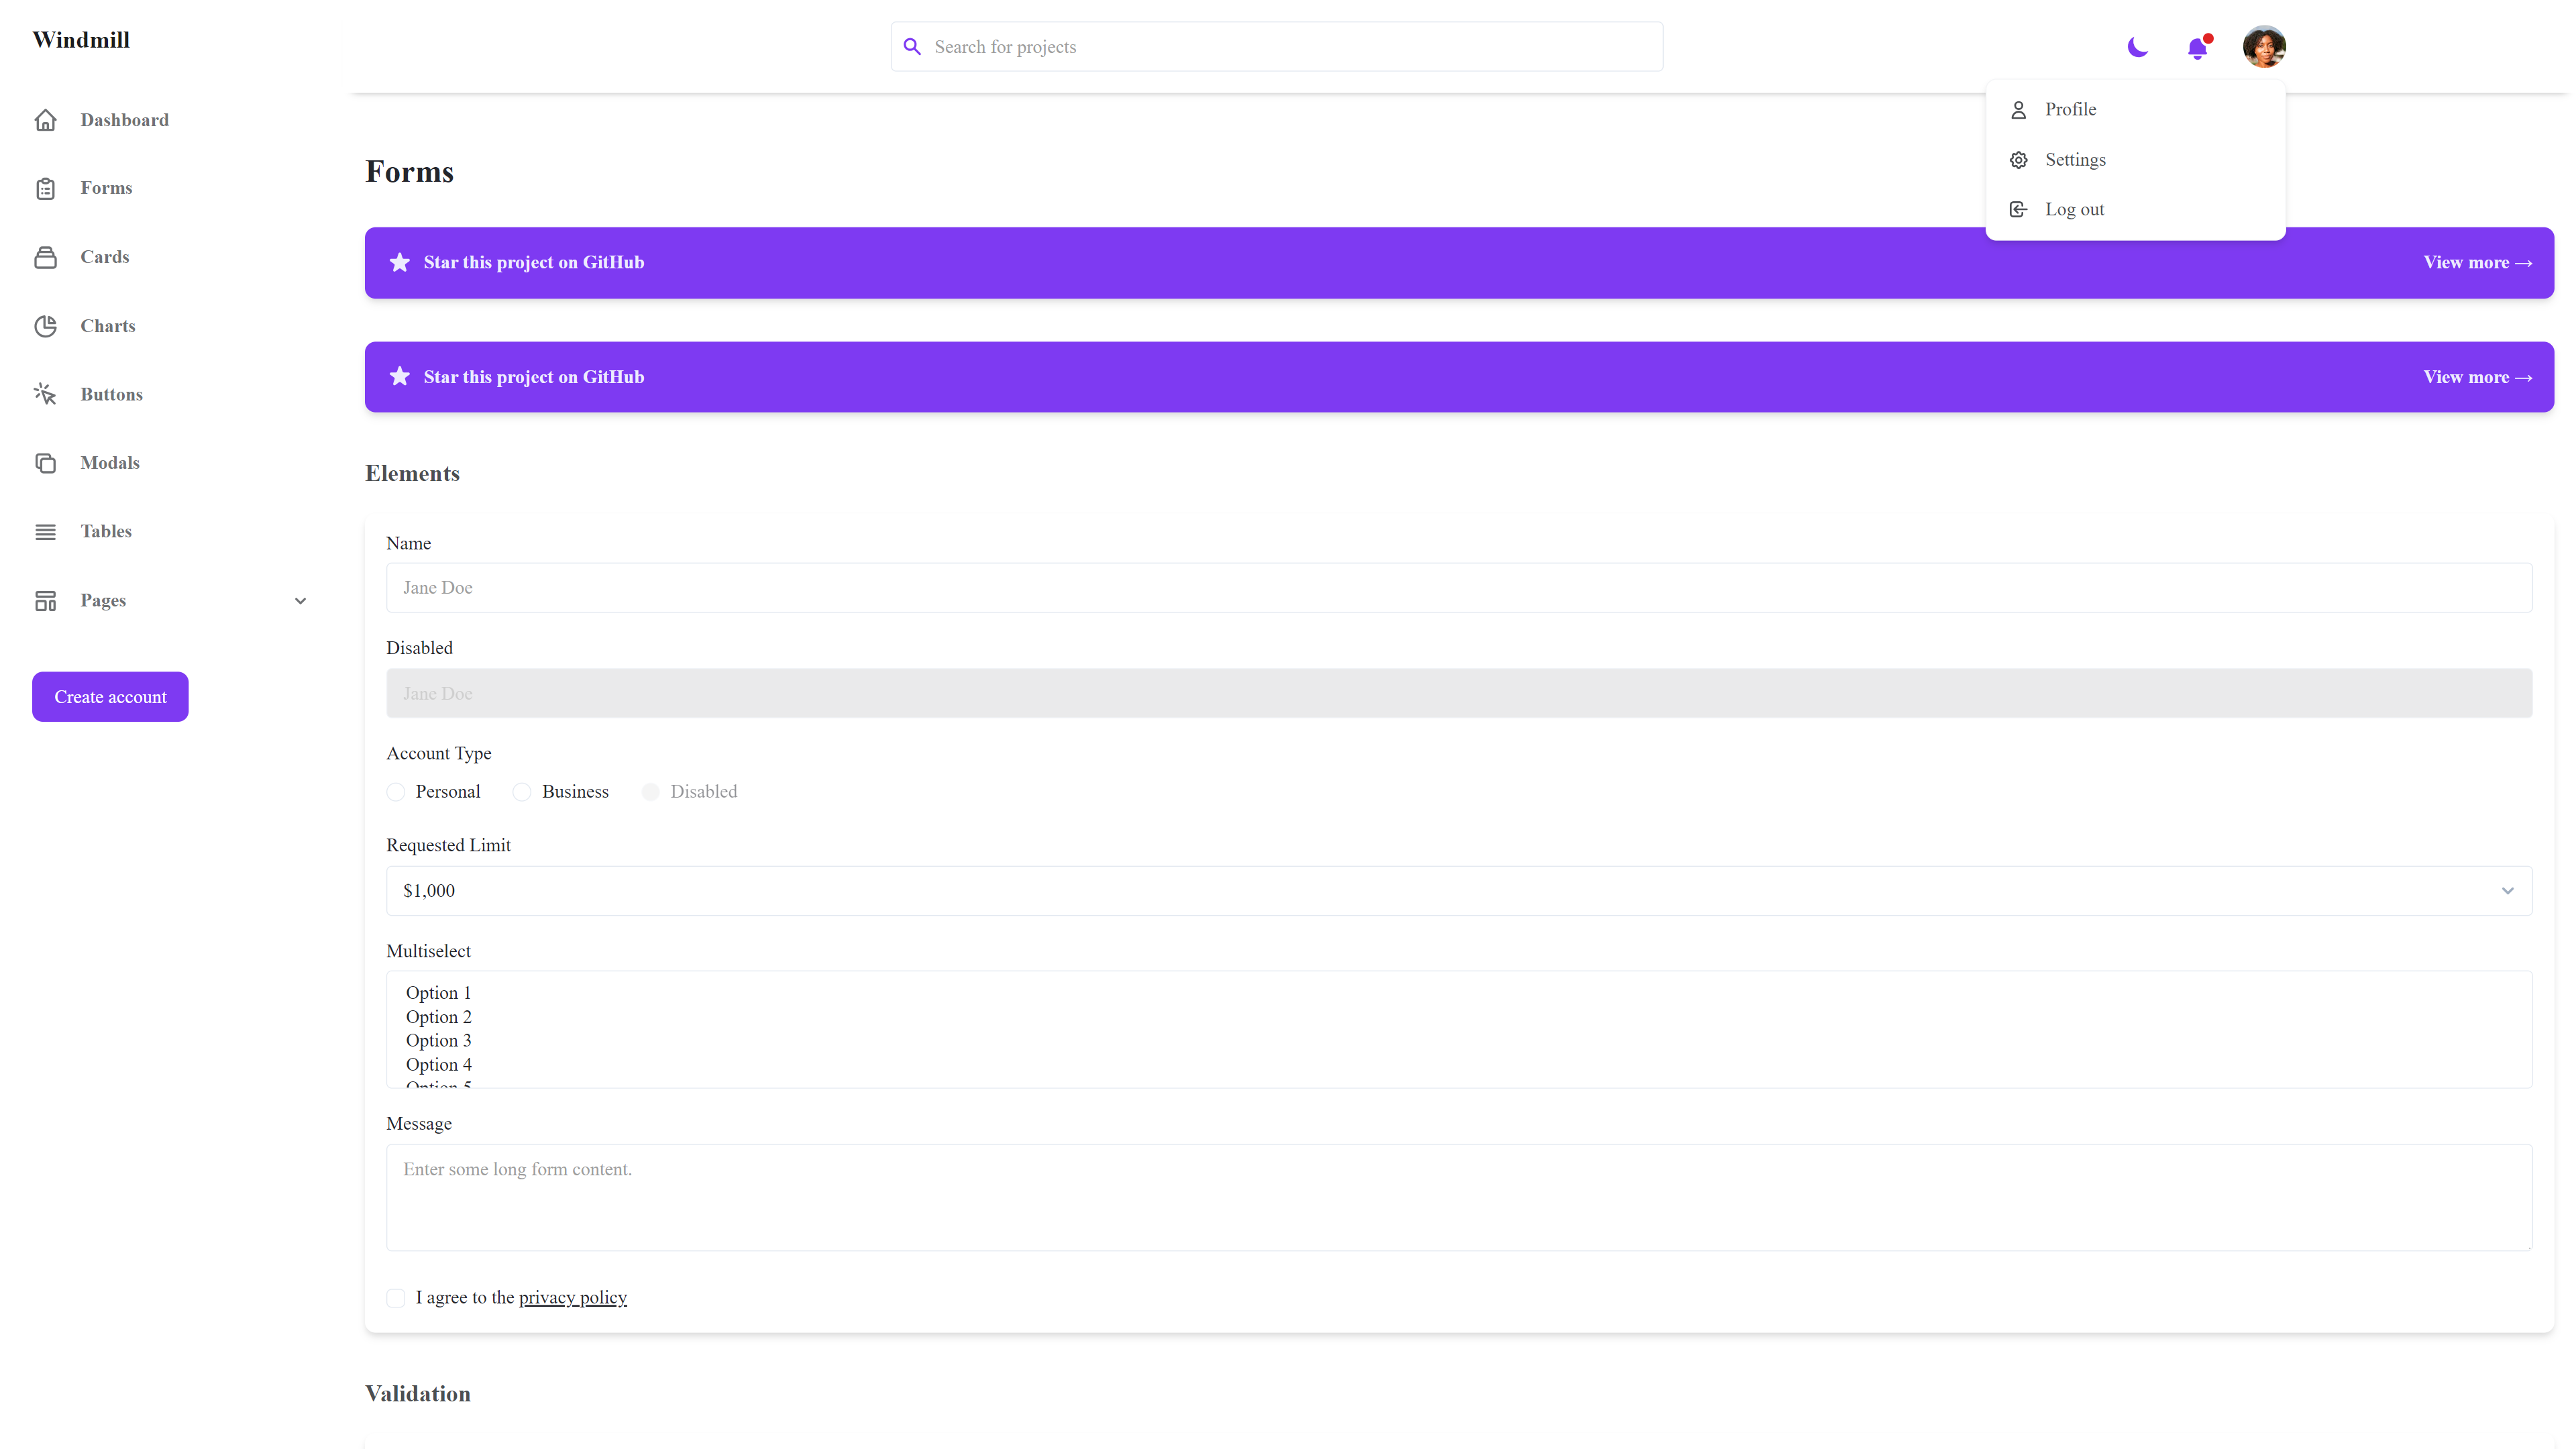 Windmill
Search for projects
Dashboard
Forms
Cards
Charts
Buttons
Modals
Tables
Pages
Create account
Profile
Settings
Log out
Forms
Star this project on GitHub
View more →
Star this project on GitHub
View more →
Elements
Name
Jane Doe
Disabled
Jane Doe
Account Type
Personal
Business
Disabled
Requested Limit
$1,000
Multiselect
Option 1
Option 2
Option 3
Option 4
Option 5
Message
Enter some long form content.
I agree to the privacy policy
Validation